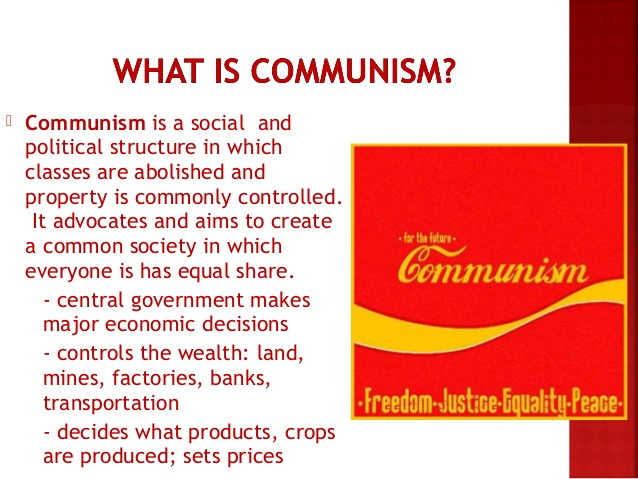 WHAT IS COMMUNISM?
Communism is a social and
political structure in which
classes are abolished and
property is commonly controlled.
It advocates and aims to create
a common society in which
everyone is has equal share.
- central government makes
major economic decisions
- controls the wealth: land,
mines, factories, banks,
transportation
- decides what products, crops
are produced; sets prices
• for the future •
Communism
•Freedom•Justice•Equality•Peace•